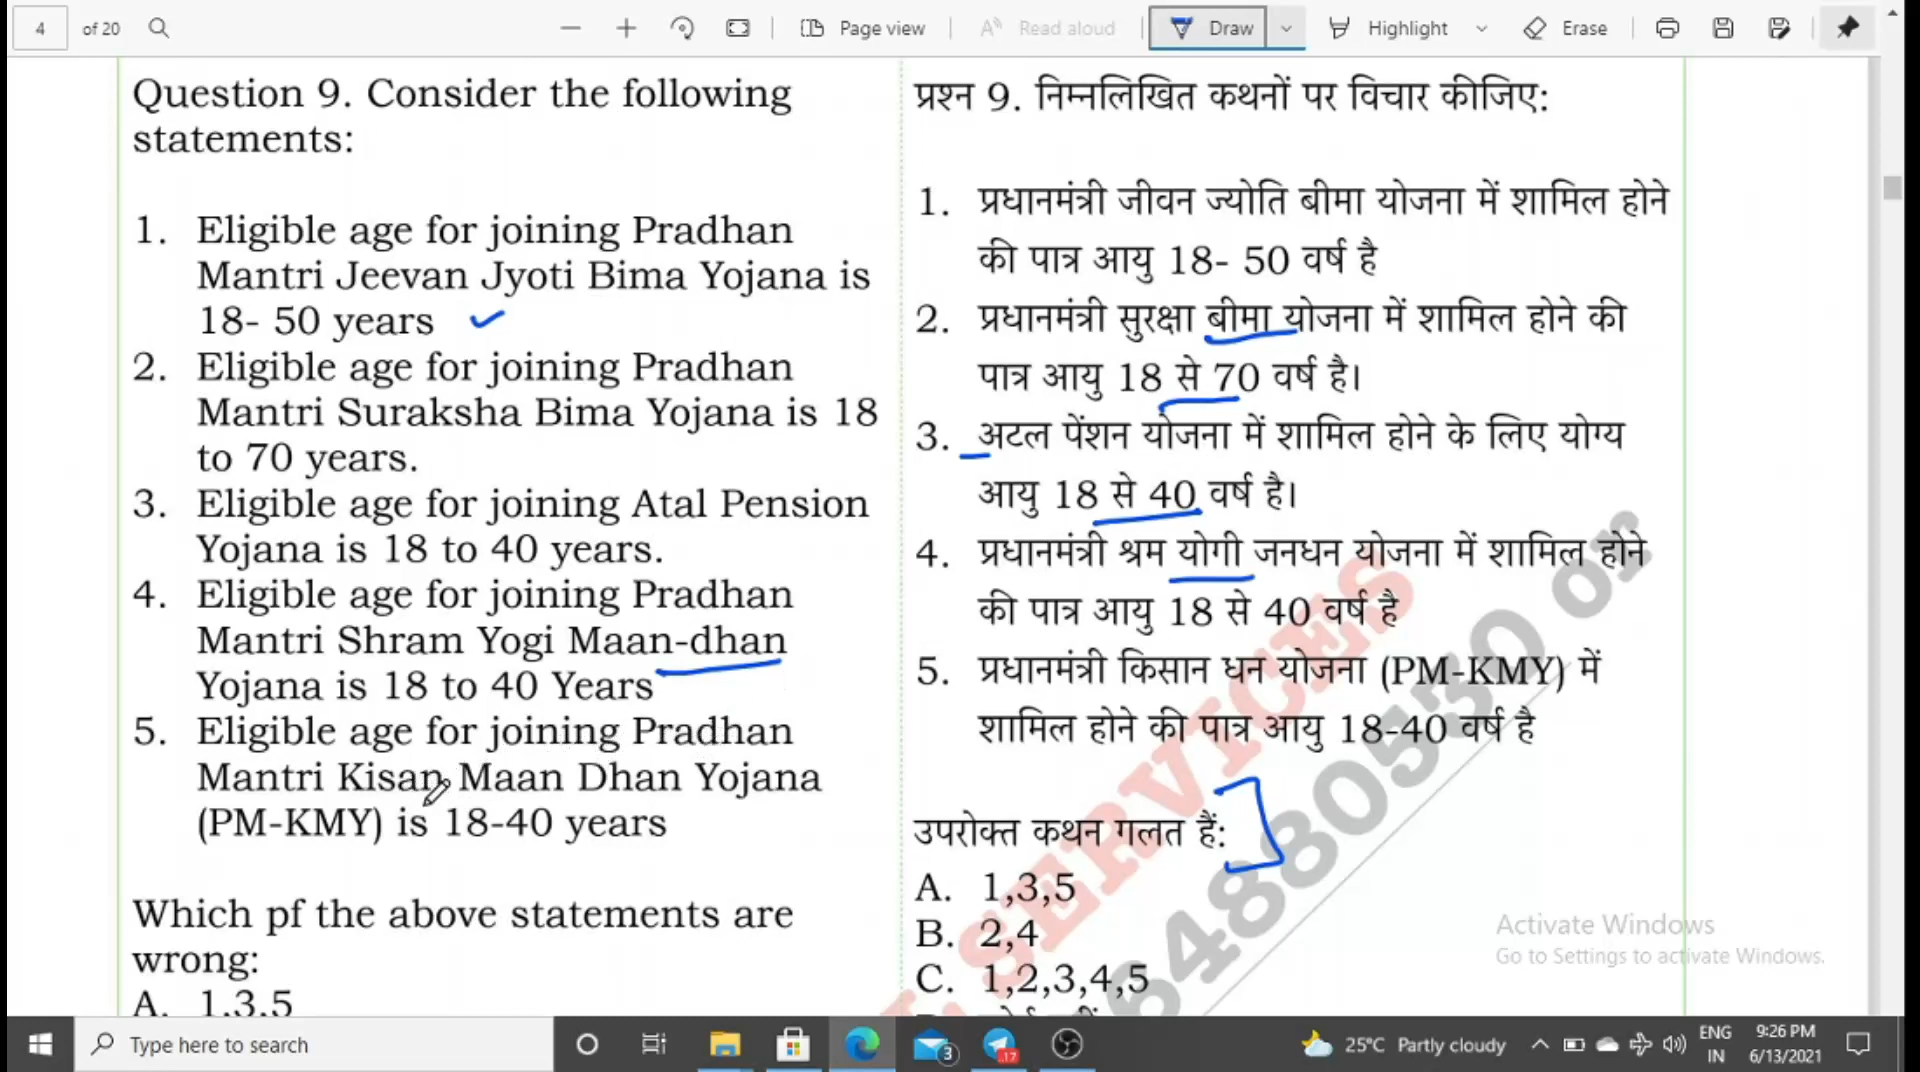 4 of 20
Page view
Read aloud
Draw
Highlight
Erase
Question 9. Consider the following
statements:
1. Eligible age for joining Pradhan
Mantri Jeevan Jyoti Bima Yojana is
18- 50 years
2. Eligible age for joining Pradhan
Mantri Suraksha Bima Yojana is 18
to 70 years.
3. Eligible age for joining Atal Pension
Yojana is 18 to 40 years.
4. Eligible age for joining Pradhan
Mantri Shram Yogi Maan-dhan
Yojana is 18 to 40 Years
5. Eligible age for joining Pradhan
Mantri Kisan Maan Dhan Yojana
(PM-KMY) is 18-40 years
Which pf the above statements are
wrong:
A. 1,3,5
प्रश्न 9. निम्नलिखित कथनों पर विचार कीजिए:
1. प्रधानमंत्री जीवन ज्योति बीमा योजना में शामिल होने
की पात्र आयु 18- 50 वर्ष है
2. प्रधानमंत्री सुरक्षा बीमा योजना में शामिल होने की
पात्र आयु 18 से 70 वर्ष है।
3. अटल पेंशन योजना में शामिल होने के लिए योग्य
आयु 18 से 40 वर्ष है।
4. प्रधानमंत्री श्रम योगी जनधन योजना में शामिल होने
की पात्र आयु 18 से 40 वर्ष है
5. प्रधानमंत्री किसान धन योजना (PM-KMY) में
शामिल होने की पात्र आयु 18-40 वर्ष है
उपरोक्त कथन गलत हैं:
A. 1,3,5
B. 2,4
C. 1,2,3,4,5
SERVICES
6488053 or
Activate Windows
Go to Settings to activate Windows.
Type here to search
3
17
25°C Partly cloudy
ENG
IN
9:26 PM
6/13/2021